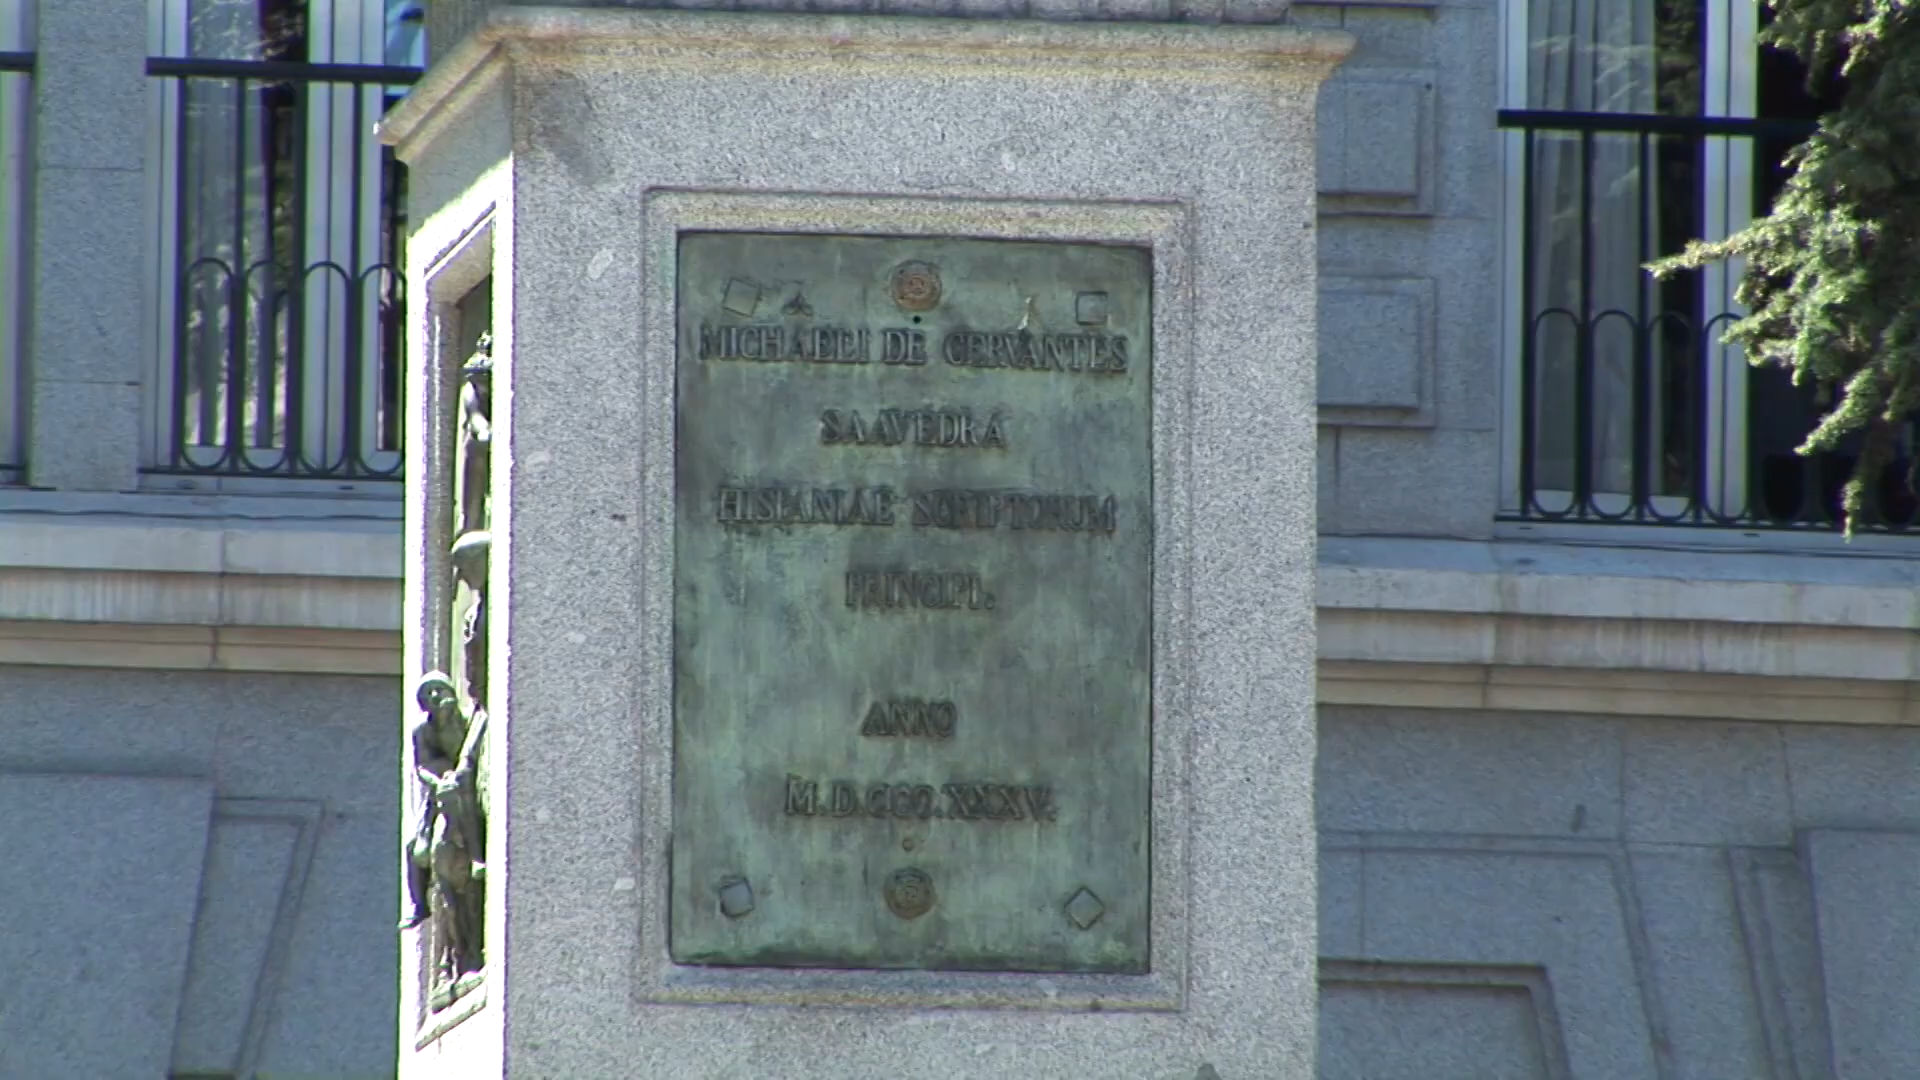 MICHAELI DE CERVANTES
SAAVEDRA
HISPANIAE SCRIPTORUM
PRINCIPI.
ANNO
M.D.CCC.XXXV.